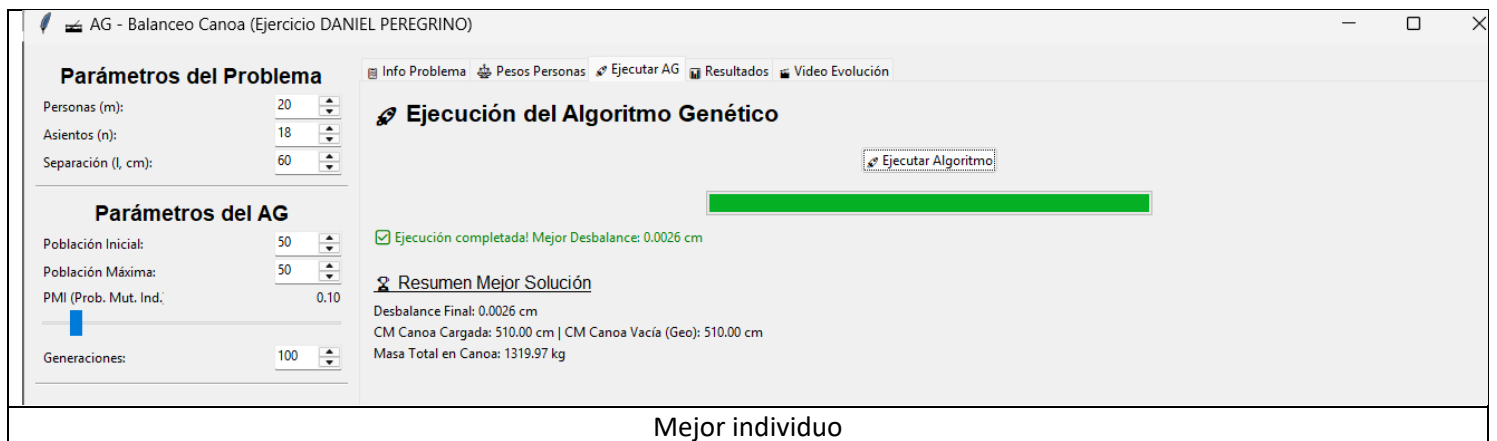 AG - Balanceo Canoa (Ejercicio DANIEL PEREGRINO)
Parámetros del Problema
Personas (m): 20
Asientos (n): 18
Separación (l, cm): 60
Parámetros del AG
Población Inicial: 50
Población Máxima: 50
PMI (Prob. Mut. Ind. 0.10
Generaciones: 100
Info Problema Pesos Personas Ejecutar AG Resultados Video Evolución
Ejecución del Algoritmo Genético
Ejecutar Algoritmo
Ejecución completada! Mejor Desbalance: 0.0026 cm
Resumen Mejor Solución
Desbalance Final: 0.0026 cm
CM Canoa Cargada: 510.00 cm | CM Canoa Vacía (Geo): 510.00 cm
Masa Total en Canoa: 1319.97 kg
Mejor individuo